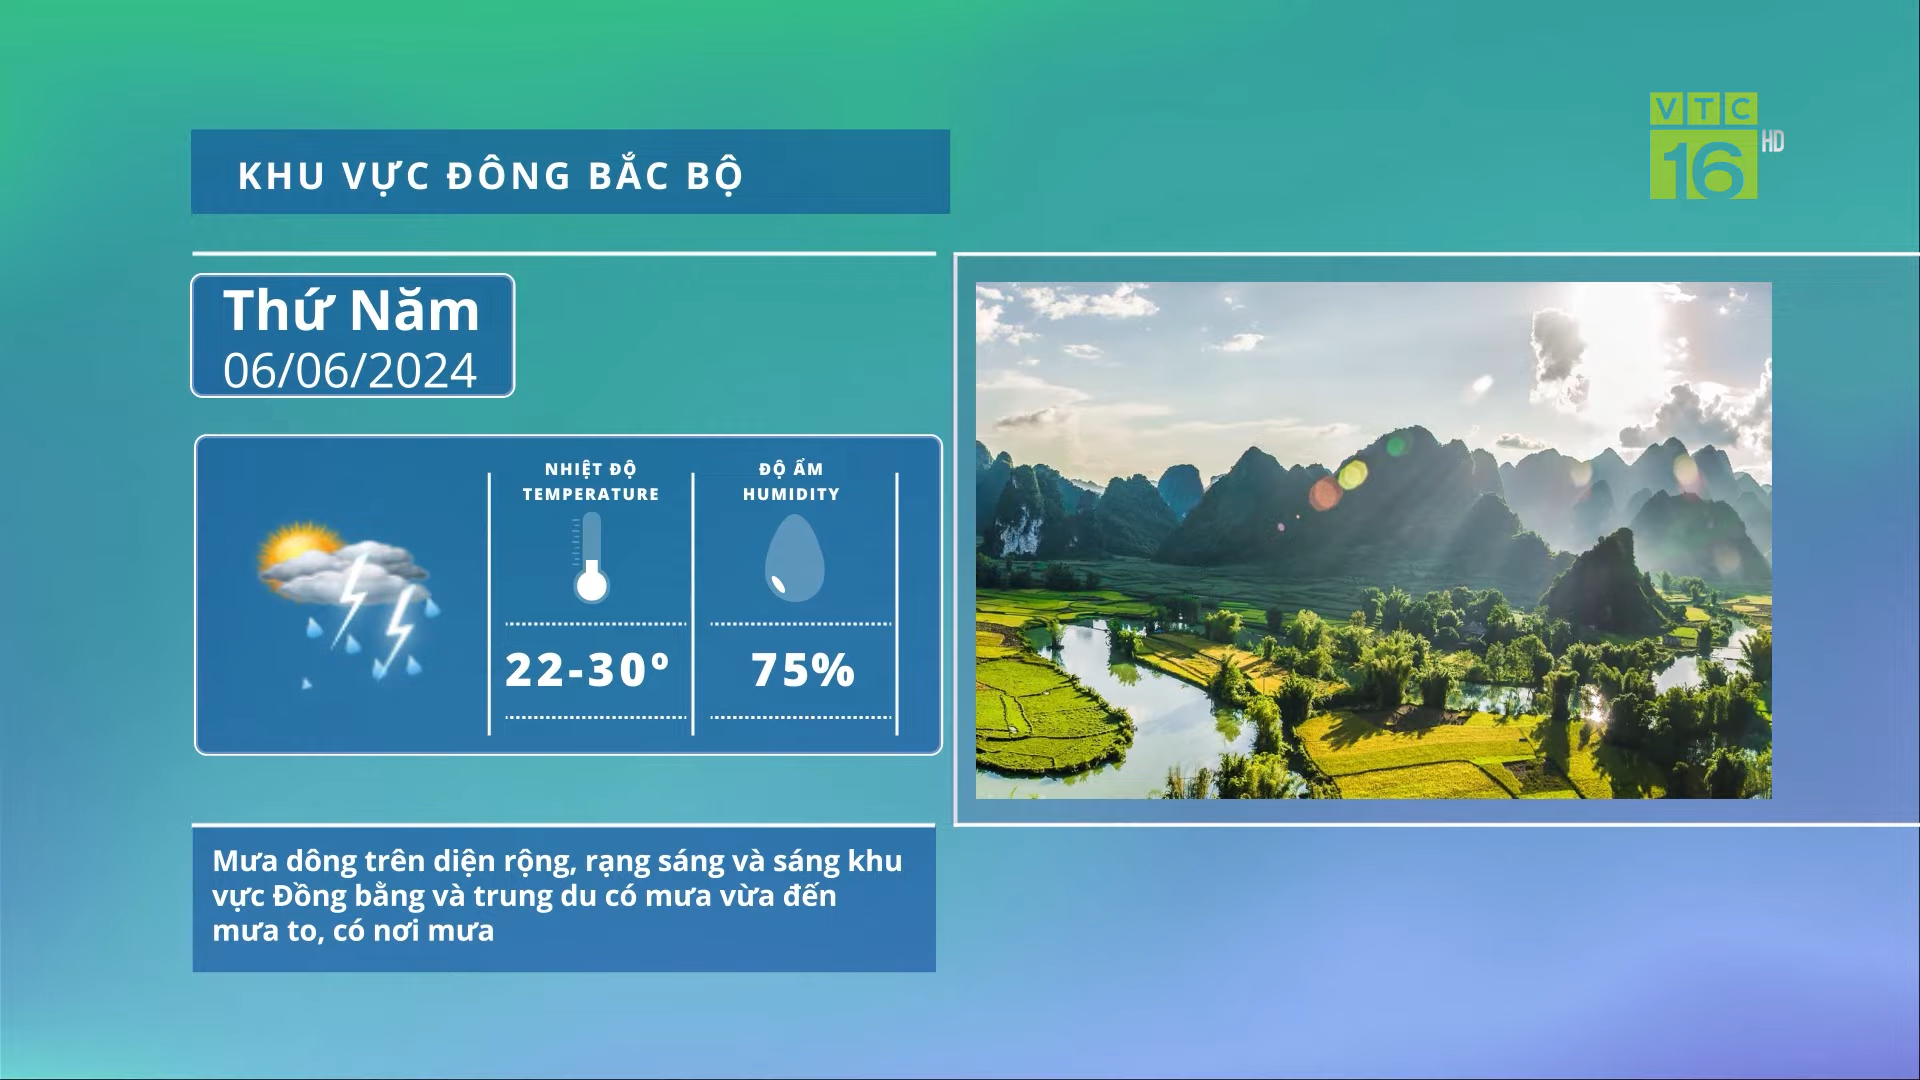 VTC
16 HD
KHU VỰC ĐÔNG BẮC BỘ
Thứ Năm
06/06/2024
NHIỆT ĐỘ
TEMPERATURE
22-30º
ĐỘ ẨM
HUMIDITY
75%
Mưa dông trên diện rộng, rạng sáng và sáng khu
vực Đồng bằng và trung du có mưa vừa đến
mưa to, có nơi mưa